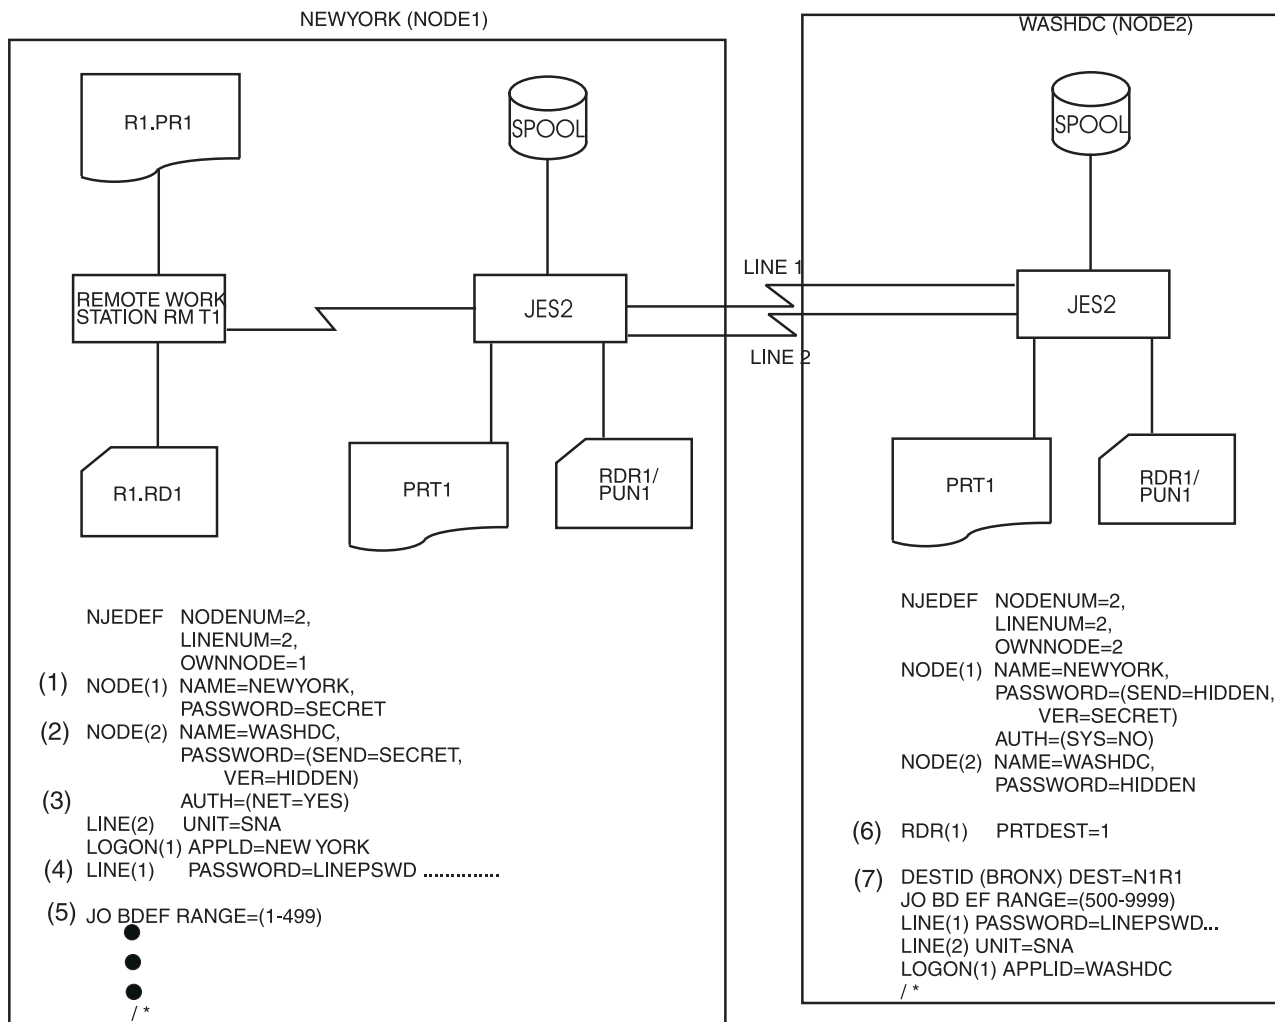 NEWYORK (NODE1)
WASHDC (NODE2)
R1.PR1
SPOOL
SPOOL
LINE 1
REMOTE WORK
STATION RM T1
JES2
JES2
LINE 2
R1.RD1
PRT1
RDR1/
PUN1
PRT1
RDR1/
PUN1
NJEDEF NODENUM=2,
LINENUM=2,
OWNNODE=1
(1) NODE(1) NAME=NEWYORK,
PASSWORD=SECRET
(2) NODE(2) NAME=WASHDC,
PASSWORD=(SEND=SECRET,
VER=HIDDEN)
(3) AUTH=(NET=YES)
LINE(2) UNIT=SNA
LOGON(1) APPLD=NEW YORK
(4) LINE(1) PASSWORD=LINEPSWD .............
(5) JO BDEF RANGE=(1-499)
/ *
NJEDEF NODENUM=2,
LINENUM=2,
OWNNODE=2
NODE(1) NAME=NEWYORK,
PASSWORD=(SEND=HIDDEN,
VER=SECRET)
AUTH=(SYS=NO)
NODE(2) NAME=WASHDC,
PASSWORD=HIDDEN
(6) RDR(1) PRTDEST=1
(7) DESTID (BRONX) DEST=N1R1
JO BD EF RANGE=(500-9999)
LINE(1) PASSWORD=LINEPSWD...
LINE(2) UNIT=SNA
LOGON(1) APPLID=WASHDC
/ *